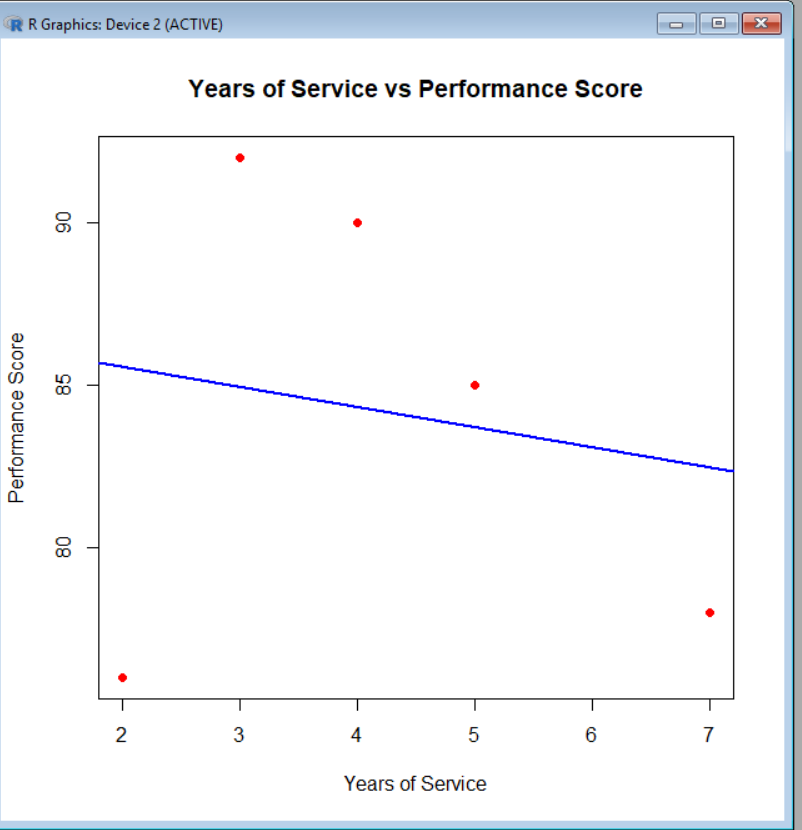 R Graphics: Device 2 (ACTIVE)
Years of Service vs Performance Score
Performance Score
90
85
80
2 3 4 5 6 7
Years of Service